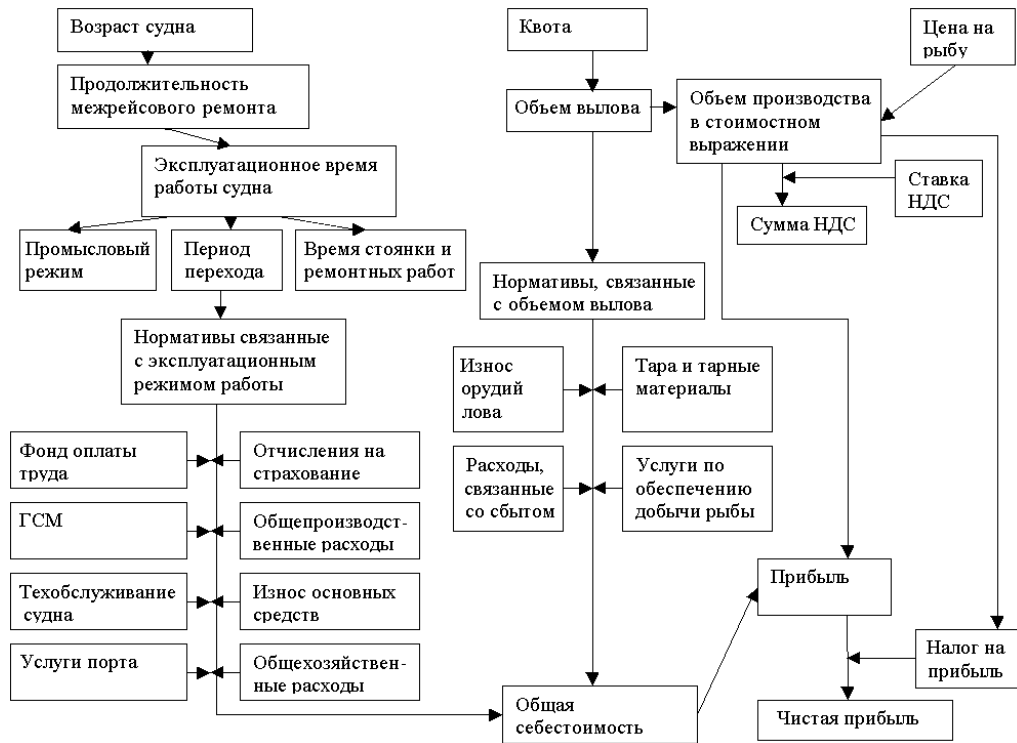 Возраст судна
Продолжительность
межрейсового ремонта
Эксплуатационное время
работы судна
Промысловый
режим
Период
перехода
Время стоянки и
ремонтных работ
Нормативы связанные
с эксплуатационным
режимом работы
Фонд оплаты
труда
Отчисления на
страхование
ГСМ
Общепроизводст-
венные расходы
Техобслуживание
судна
Износ основных
средств
Услуги порта
Общехозяйствен-
ные расходы
Квота
Объем вылова
Нормативы, связанные
с объемом вылова
Износ
орудий
лова
Тара и тарные
материалы
Расходы,
связанные
со сбытом
Услуги по
обеспечению
добычи рыбы
Общая
себестоимость
Цена на
рыбу
Объем производства
в стоимостном
выражении
Ставка
НДС
Сумма НДС
Прибыль
Налог на
прибыль
Чистая прибыль